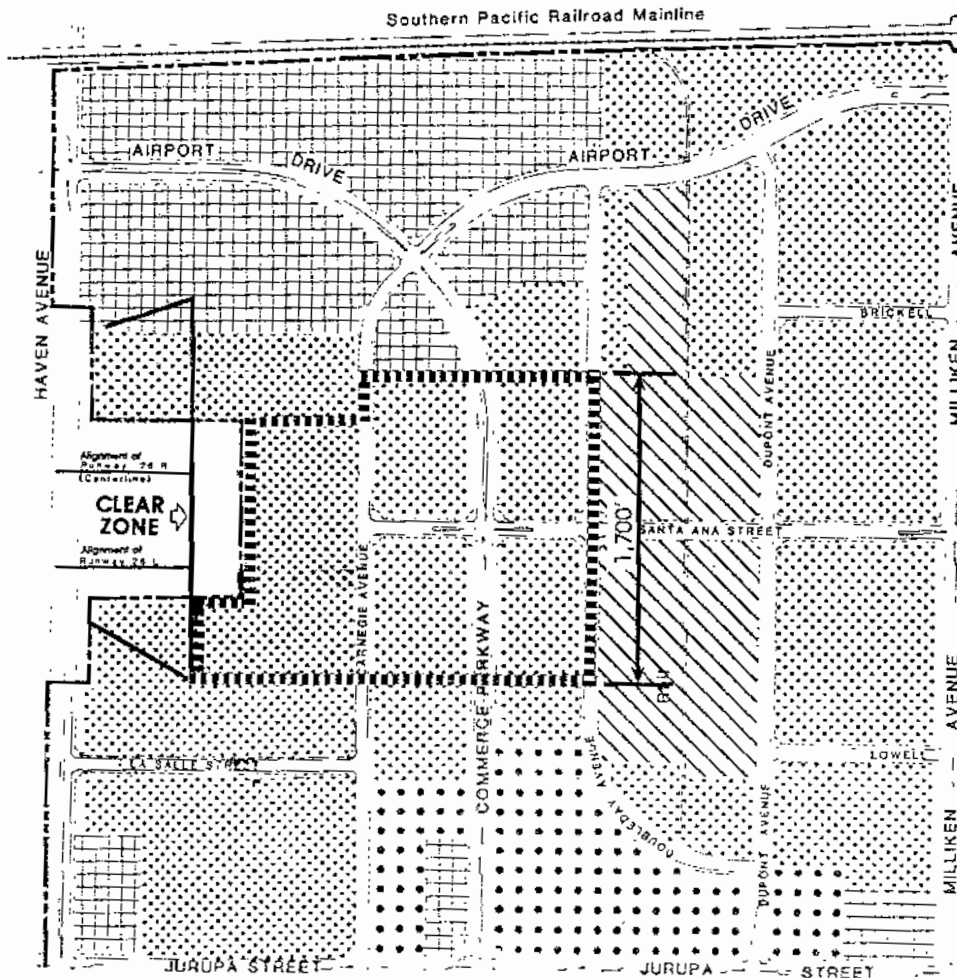 Southern Pacific Railroad Mainline
AIRPORT
DRIVE
AIRPORT
DRIVE
HAVEN AVENUE
MILLIKEN AVENUE
BRICKELL
DUPONT AVENUE
Alignment of
Runway 26 R
(Centerline)
CLEAR
ZONE
Alignment of
Runway 26 L
SANTA ANA STREET
1,700'
CARNEGIE AVENUE
COMMERCE PARKWAY
R/W
LA SALLE STREET
DOUBLEDAY AVENUE
DUPONT AVENUE
LOWELL
MILLIKEN AVENUE
JURUPA STREET
JURUPA STREET